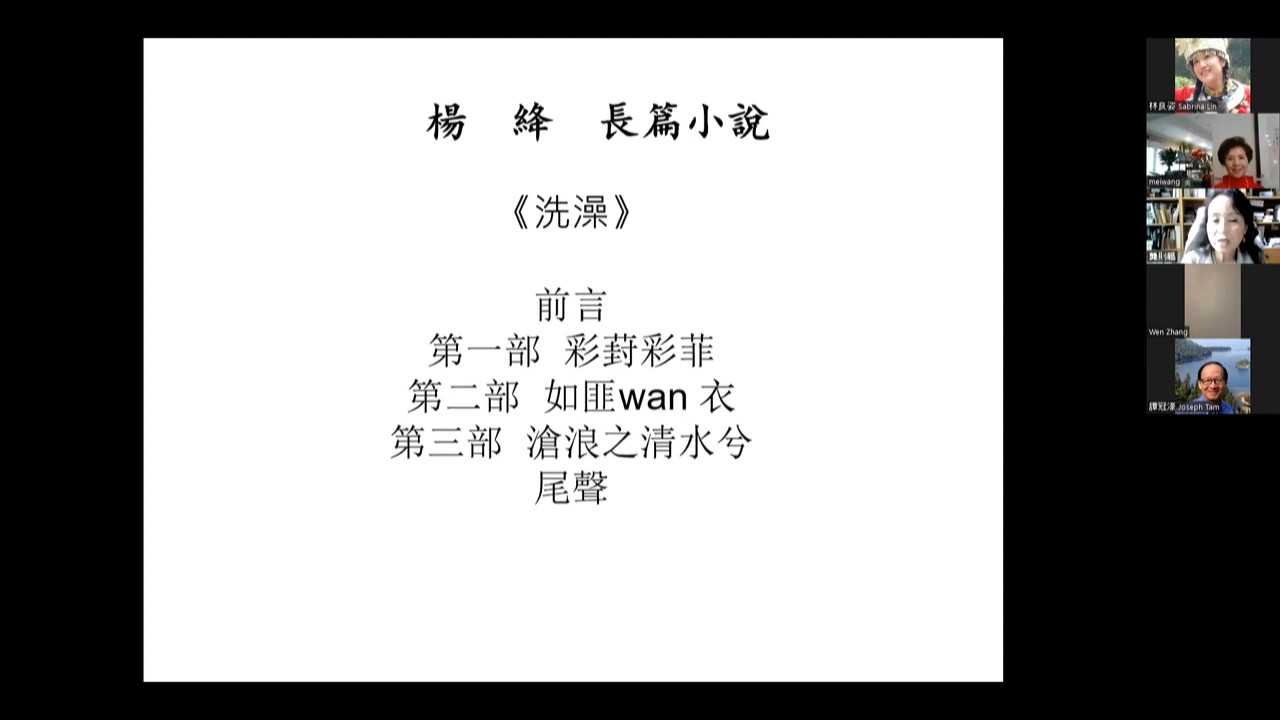 楊 絳 長篇小說
《洗澡》
前言
第一部 彩葑彩菲
第二部 如匪wan 衣
第三部 滄浪之清水兮
尾聲
林良姿 Sabrina Lin
meiwang
Wen Zhang
譚冠濠 Joseph Tam